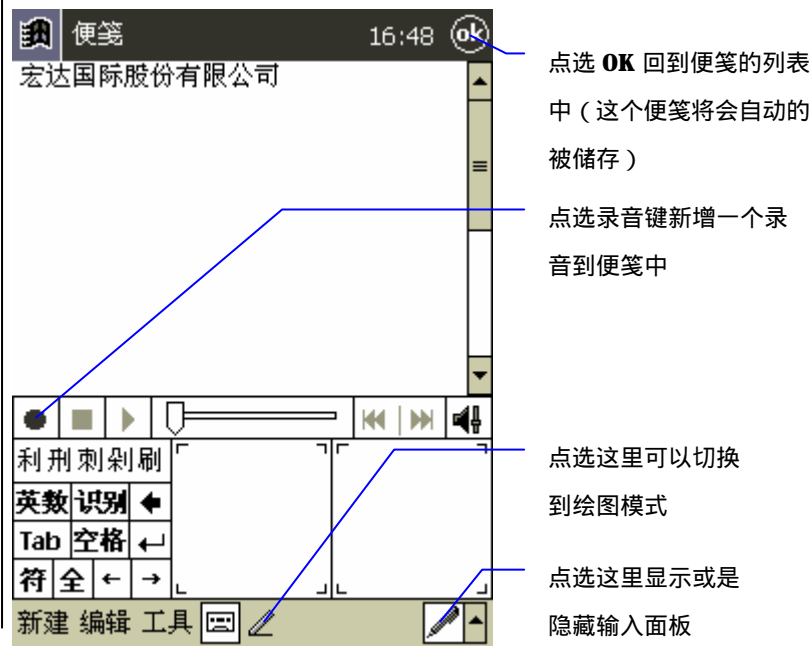 便笺 16:48 ok
宏达国际股份有限公司
点选 OK 回到便笺的列表
中（这个便笺将会自动的
被储存）
点选录音键新增一个录
音到便笺中
利刑刺剁刷
英数 识别
Tab 空格
符 全
点选这里可以切换
到绘图模式
点选这里显示或是
隐藏输入面板
新建 编辑 工具